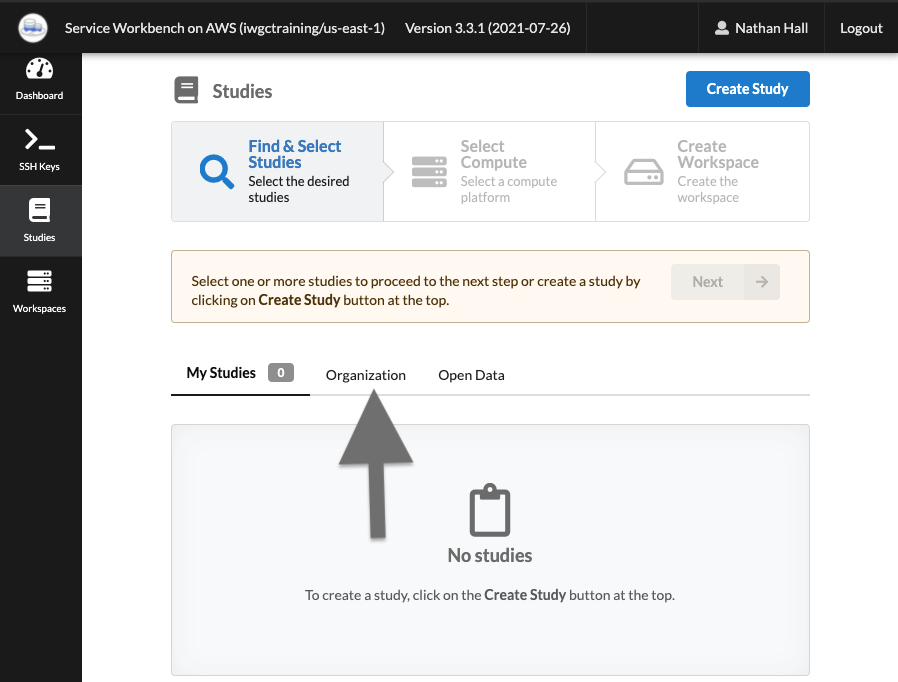 Service Workbench on AWS (iwgctraining/us-east-1) Version 3.3.1 (2021-07-26) Nathan Hall Logout
Dashboard
SSH Keys
Studies
Workspaces
Studies
Create Study
Find & Select
Studies
Select the desired
studies
Select
Compute
Select a compute
platform
Create
Workspace
Create the
workspace
Select one or more studies to proceed to the next step or create a study by
clicking on Create Study button at the top.
Next
My Studies 0 Organization Open Data
No studies
To create a study, click on the Create Study button at the top.